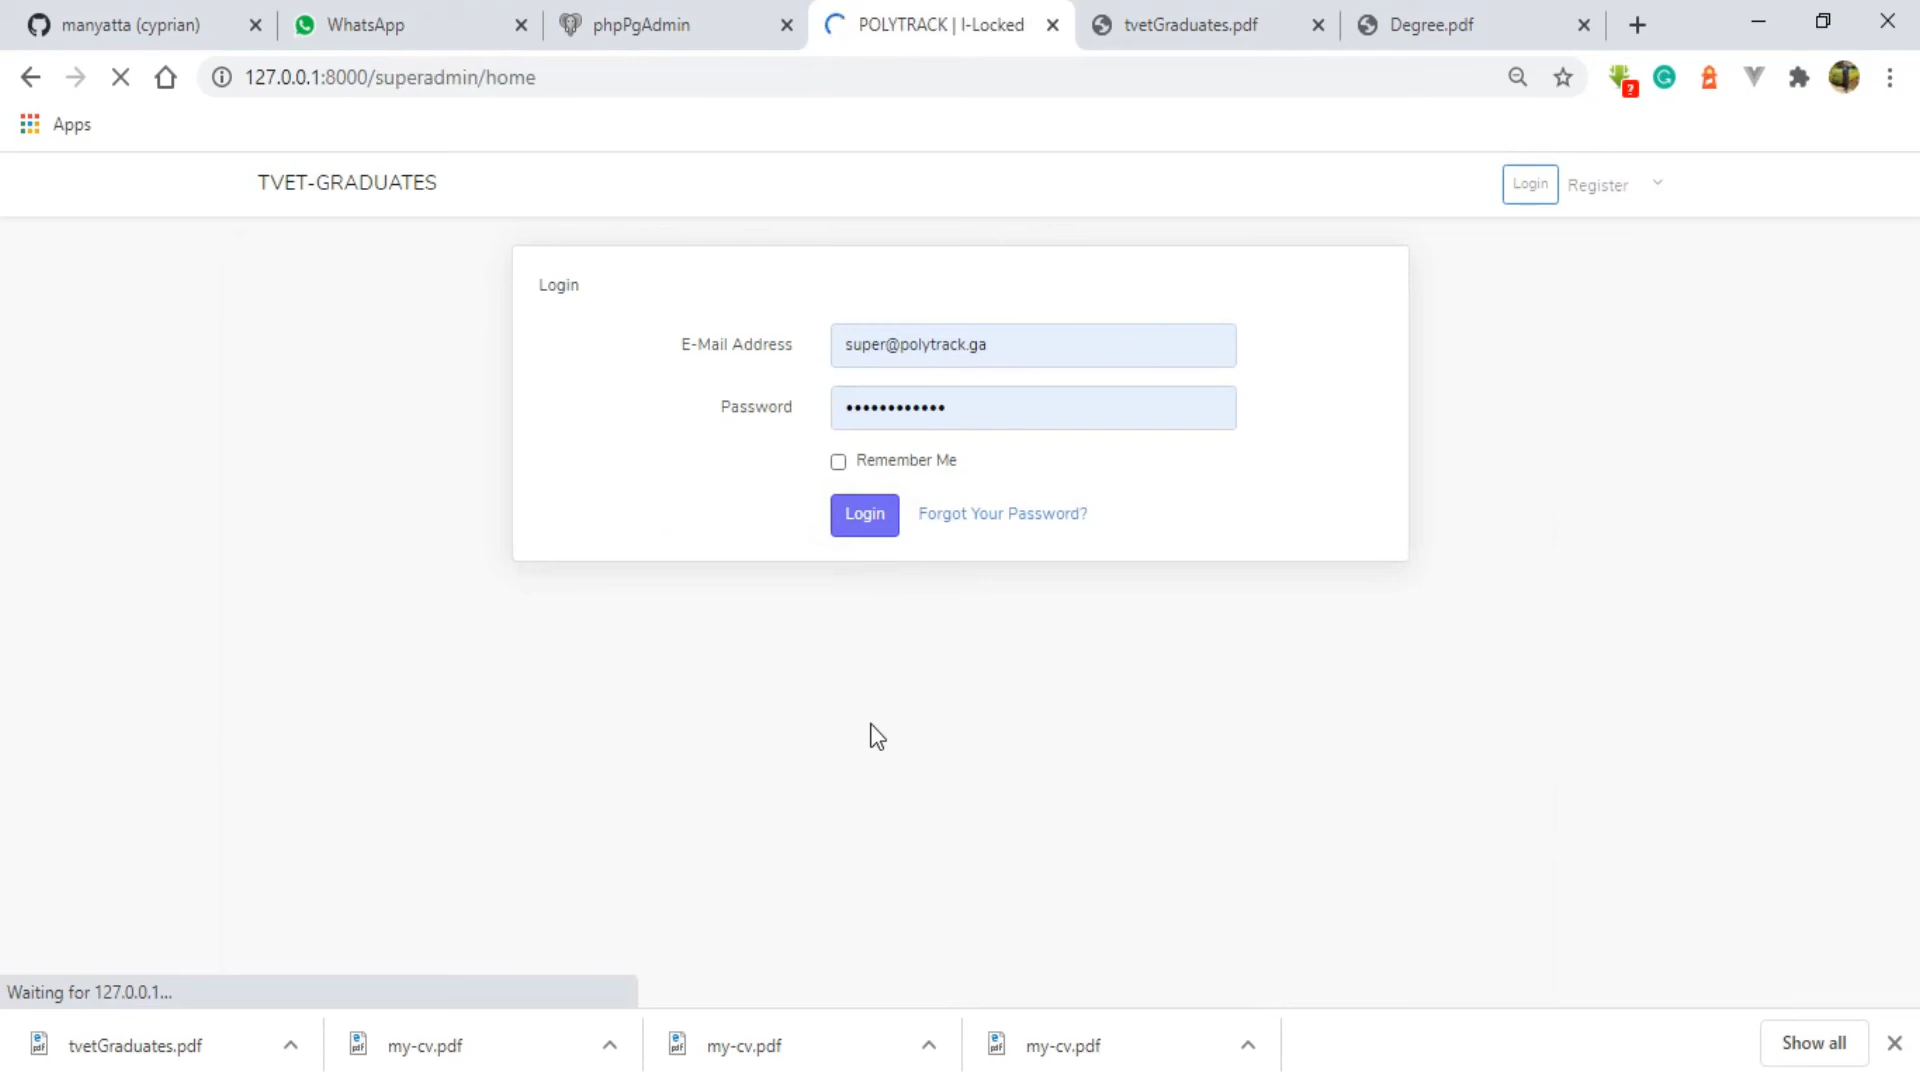 manyatta (cyprian)
WhatsApp
phpPgAdmin
POLYTRACK | I-Locked
tvetGraduates.pdf
Degree.pdf
127.0.0.1:8000/superadmin/home
?
Apps
TVET-GRADUATES
Login
Register
Login
E-Mail Address
super@polytrack.ga
Password
••••••••••••
Remember Me
Login
Forgot Your Password?
Waiting for 127.0.0.1...
tvetGraduates.pdf
my-cv.pdf
my-cv.pdf
my-cv.pdf
Show all